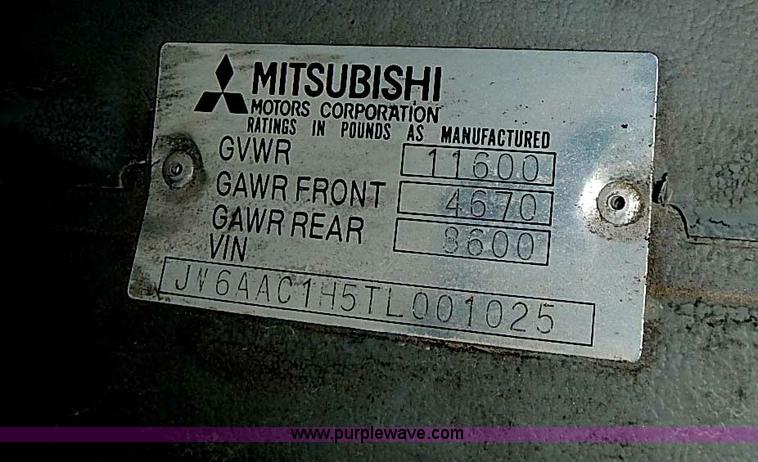 MITSUBISHI
MOTORS CORPORATION
RATINGS IN POUNDS AS MANUFACTURED
GVWR 11600
GAWR FRONT 4670
GAWR REAR 8600
VIN
JW6AAC1H5TL001025
www.purplewave.com